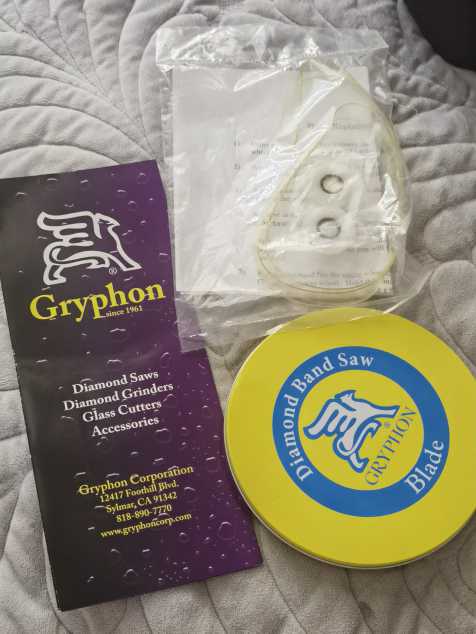 Gryphon
since 1961
Diamond Saws
Diamond Grinders
Glass Cutters
Accessories
Gryphon Corporation
12417 Foothill Blvd.
Sylmar, CA 91342
818-890-7770
www.gryphoncorp.com
Diamond Band Saw
GRYPHON
Blade